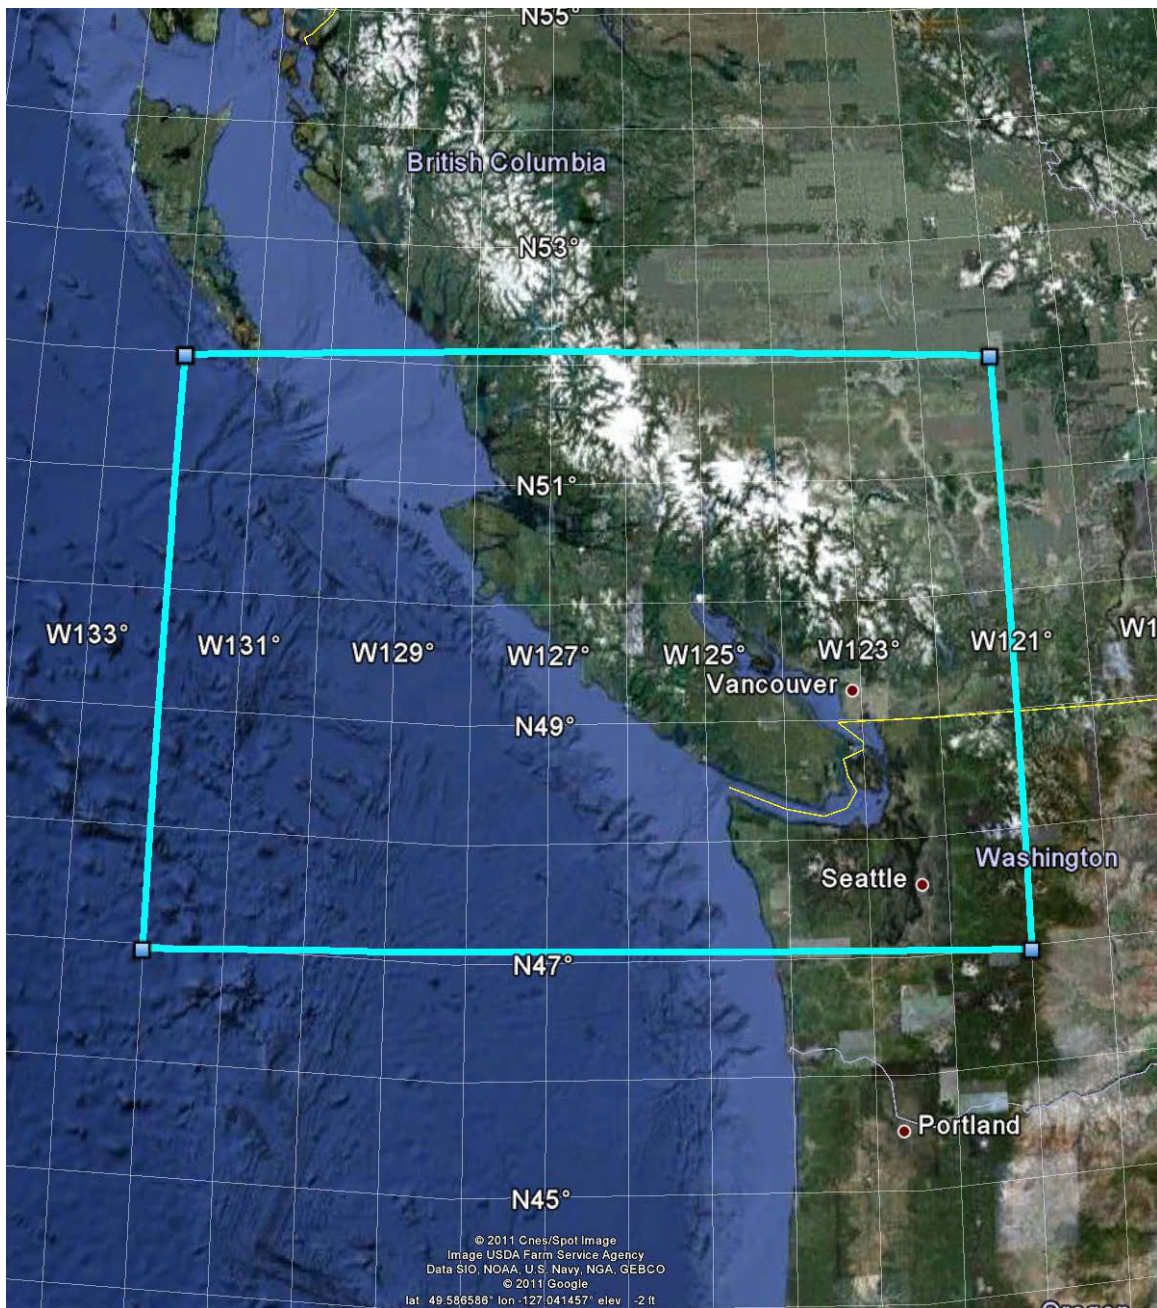 N55°
British Columbia
N53°
N51°
W133°
W131°
W129°
W127°
W125°
W123°
W121°
W1
Vancouver
N49°
Washington
Seattle
N47°
Portland
N45°
© 2011 Cnes/Spot Image
Image USDA Farm Service Agency
Data SIO, NOAA, U.S. Navy, NGA, GEBCO
© 2011 Google
lat 49.586586° lon -127.041457° elev -2 ft